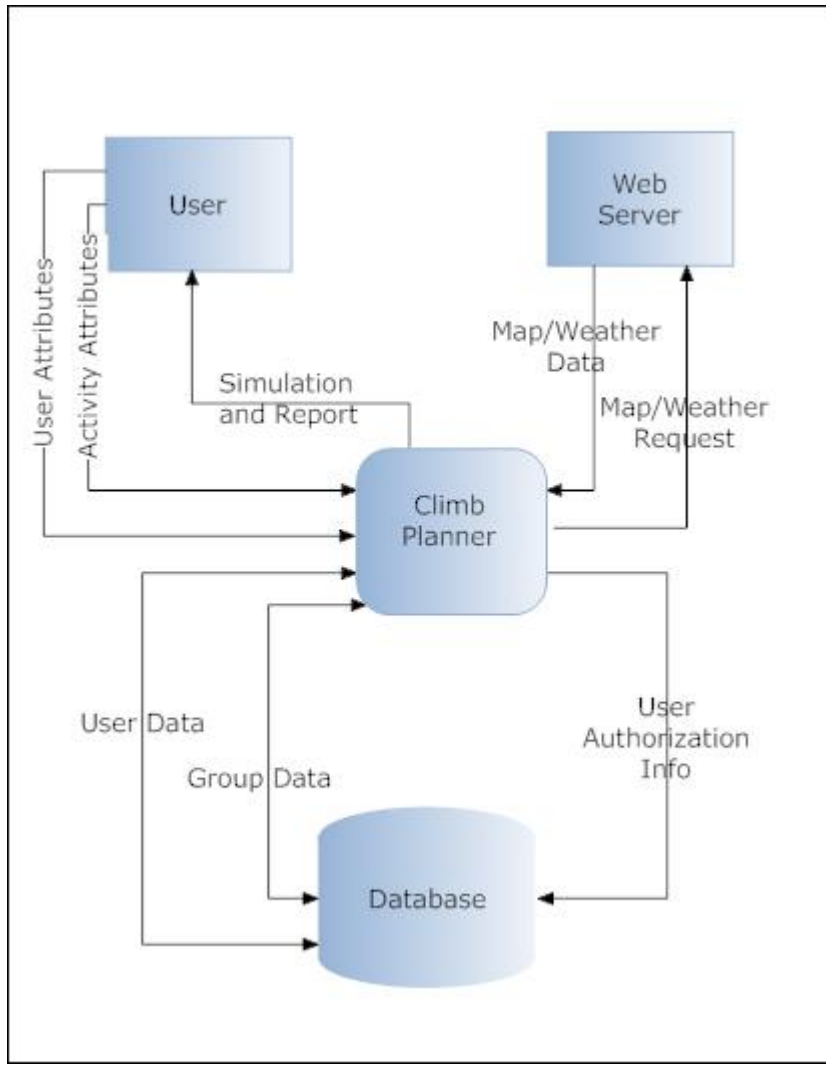 User
Web
Server
User Attributes
Activity Attributes
Map/Weather
Data
Simulation
and Report
Map/Weather
Request
Climb
Planner
User Data
User
Authorization
Info
Group Data
Database